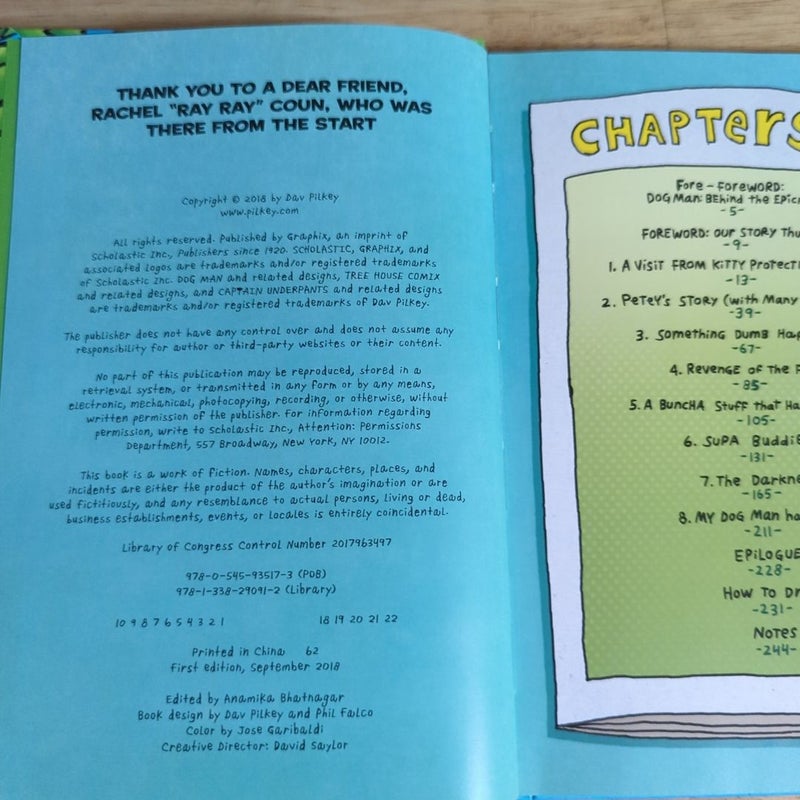 THANK YOU TO A DEAR FRIEND,
RACHEL "RAY RAY" COUN, WHO WAS
THERE FROM THE START
Copyright © 2018 by Dav Pilkey
www.pilkey.com
All rights reserved. Published by Graphix, an imprint of
Scholastic Inc., Publishers since 1920. SCHOLASTIC, GRAPHIX, and
associated logos are trademarks and/or registered trademarks
of Scholastic Inc. DOG MAN and related designs, TREE HOUSE COMIX
and related designs, and CAPTAIN UNDERPANTS and related designs
are trademarks and/or registered trademarks of Dav Pilkey.
The publisher does not have any control over and does not assume any
responsibility for author or third-party websites or their content.
No part of this publication may be reproduced, stored in a
retrieval system, or transmitted in any form or by any means,
electronic, mechanical, photocopying, recording, or otherwise, without
written permission of the publisher. For information regarding
permission, write to Scholastic Inc., Attention: Permissions
Department, 557 Broadway, New York, NY 10012.
This book is a work of fiction. Names, characters, places, and
incidents are either the product of the author's imagination or are
used fictitiously, and any resemblance to actual persons, living or dead,
business establishments, events, or locales is entirely coincidental.
Library of Congress Control Number 2017963497
978-0-545-93517-3 (POB)
978-1-338-29091-2 (Library)
10 9 8 7 6 5 4 3 2 1 18 19 20 21 22
Printed in China 62
First edition, September 2018
Edited by Anamika Bhatnagar
Book design by Dav Pilkey and Phil Falco
Color by Jose Garibaldi
Creative Director: David Saylor
CHAPTERS
Fore-Foreword:
DOG Man: Behind the Epic
-5-
FOREWORD: OUR STORY Thu
-9-
1. A Visit FROM KiTTY Protecti
-13-
2. Petey's STORY (with Many
-39-
3. Something Dumb Hap
-67-
4. Revenge of the F
-85-
5. A BUNCHA Stuff that Ha
-105-
6. SUPA Buddie
-131-
7. The Darkne
-165-
8. MY DOG Man ha
-211-
EPiLOGUE
-228-
How To Dr
-231-
Notes
-244-